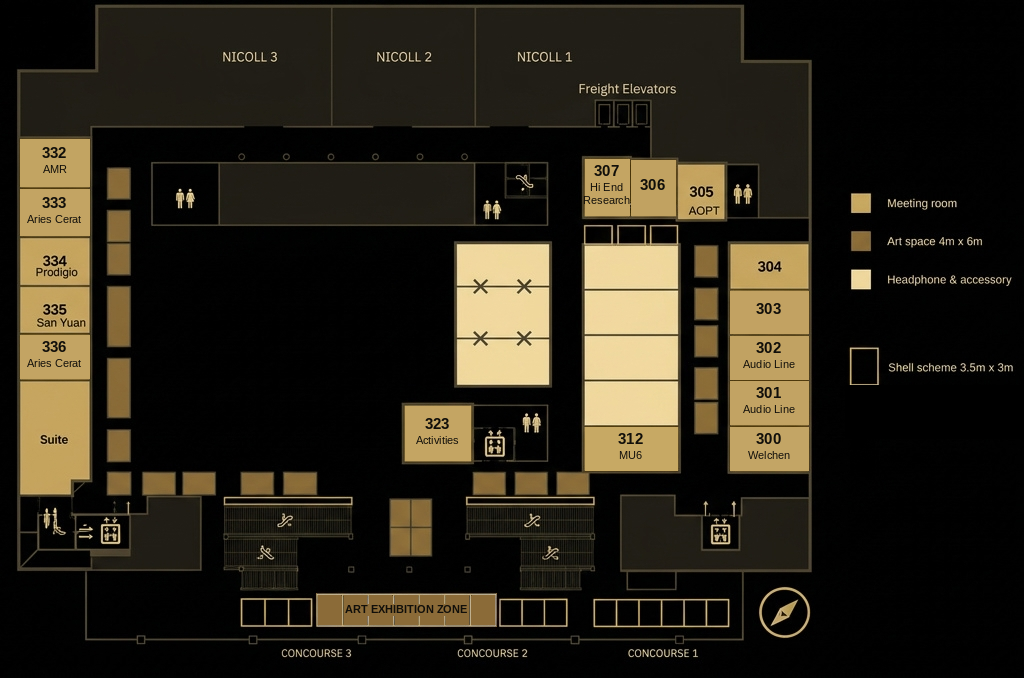 NICOLL 3
NICOLL 2
NICOLL 1
Freight Elevators
332
AMR
333
Aries Cerat
334
Prodigio
335
San Yuan
336
Aries Cerat
Suite
307
Hi End
Research
306
305
AOPT
304
303
302
Audio Line
301
Audio Line
300
Welchen
312
MU6
323
Activities
Meeting room
Art space 4m x 6m
Headphone & accessory
Shell scheme 3.5m x 3m
ART EXHIBITION ZONE
CONCOURSE 3
CONCOURSE 2
CONCOURSE 1